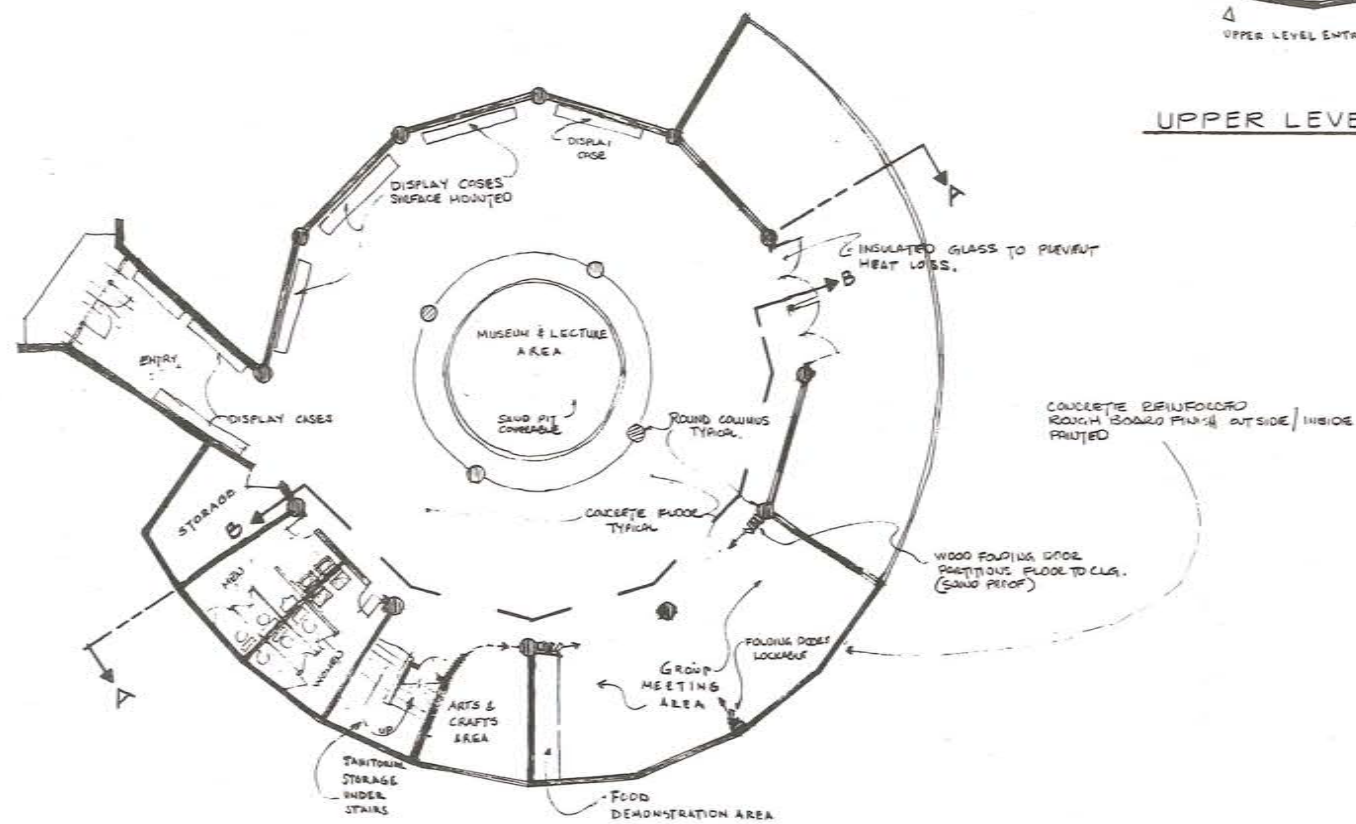 UPPER LEVEL ENTR
UPPER LEVE
DISPLAY
CASE
DISPLAY CASES
SURFACE MOUNTED
A
INSULATED GLASS TO PREVENT
HEAT LOSS.
B
MUSEUM & LECTURE
AREA
ENTRY
DISPLAY CASES
SAND PIT
COVERABLE
ROUND COLUMNS
TYPICAL.
CONCRETE REINFORCED
ROUGH BOARD FINISH OUTSIDE/INSIDE
PAINTED
STORAGE
B
CONCRETE FLOOR
TYPICAL
WOOD FOLDING DOOR
PARTITIONS FLOOR TO CLG.
(SOUND PROOF)
MEN
WOMEN
FOLDING DOORS
LOCKABLE
GROUP
MEETING
AREA
A
UP
ARTS &
CRAFTS
AREA
JANITORIAL
STORAGE
UNDER
STAIRS
FOOD
DEMONSTRATION AREA